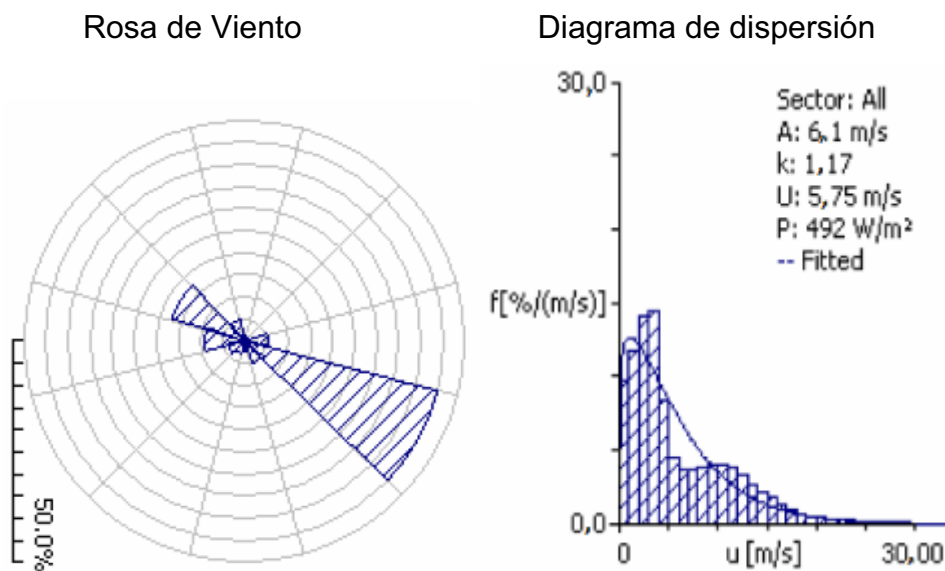 Rosa de Viento
Diagrama de dispersión
50.0%
30,0
Sector: All
A: 6,1 m/s
k: 1,17
U: 5,75 m/s
P: 492 W/m²
-- Fitted
f[%/(m/s)]
0,0
0
u [m/s]
30,00